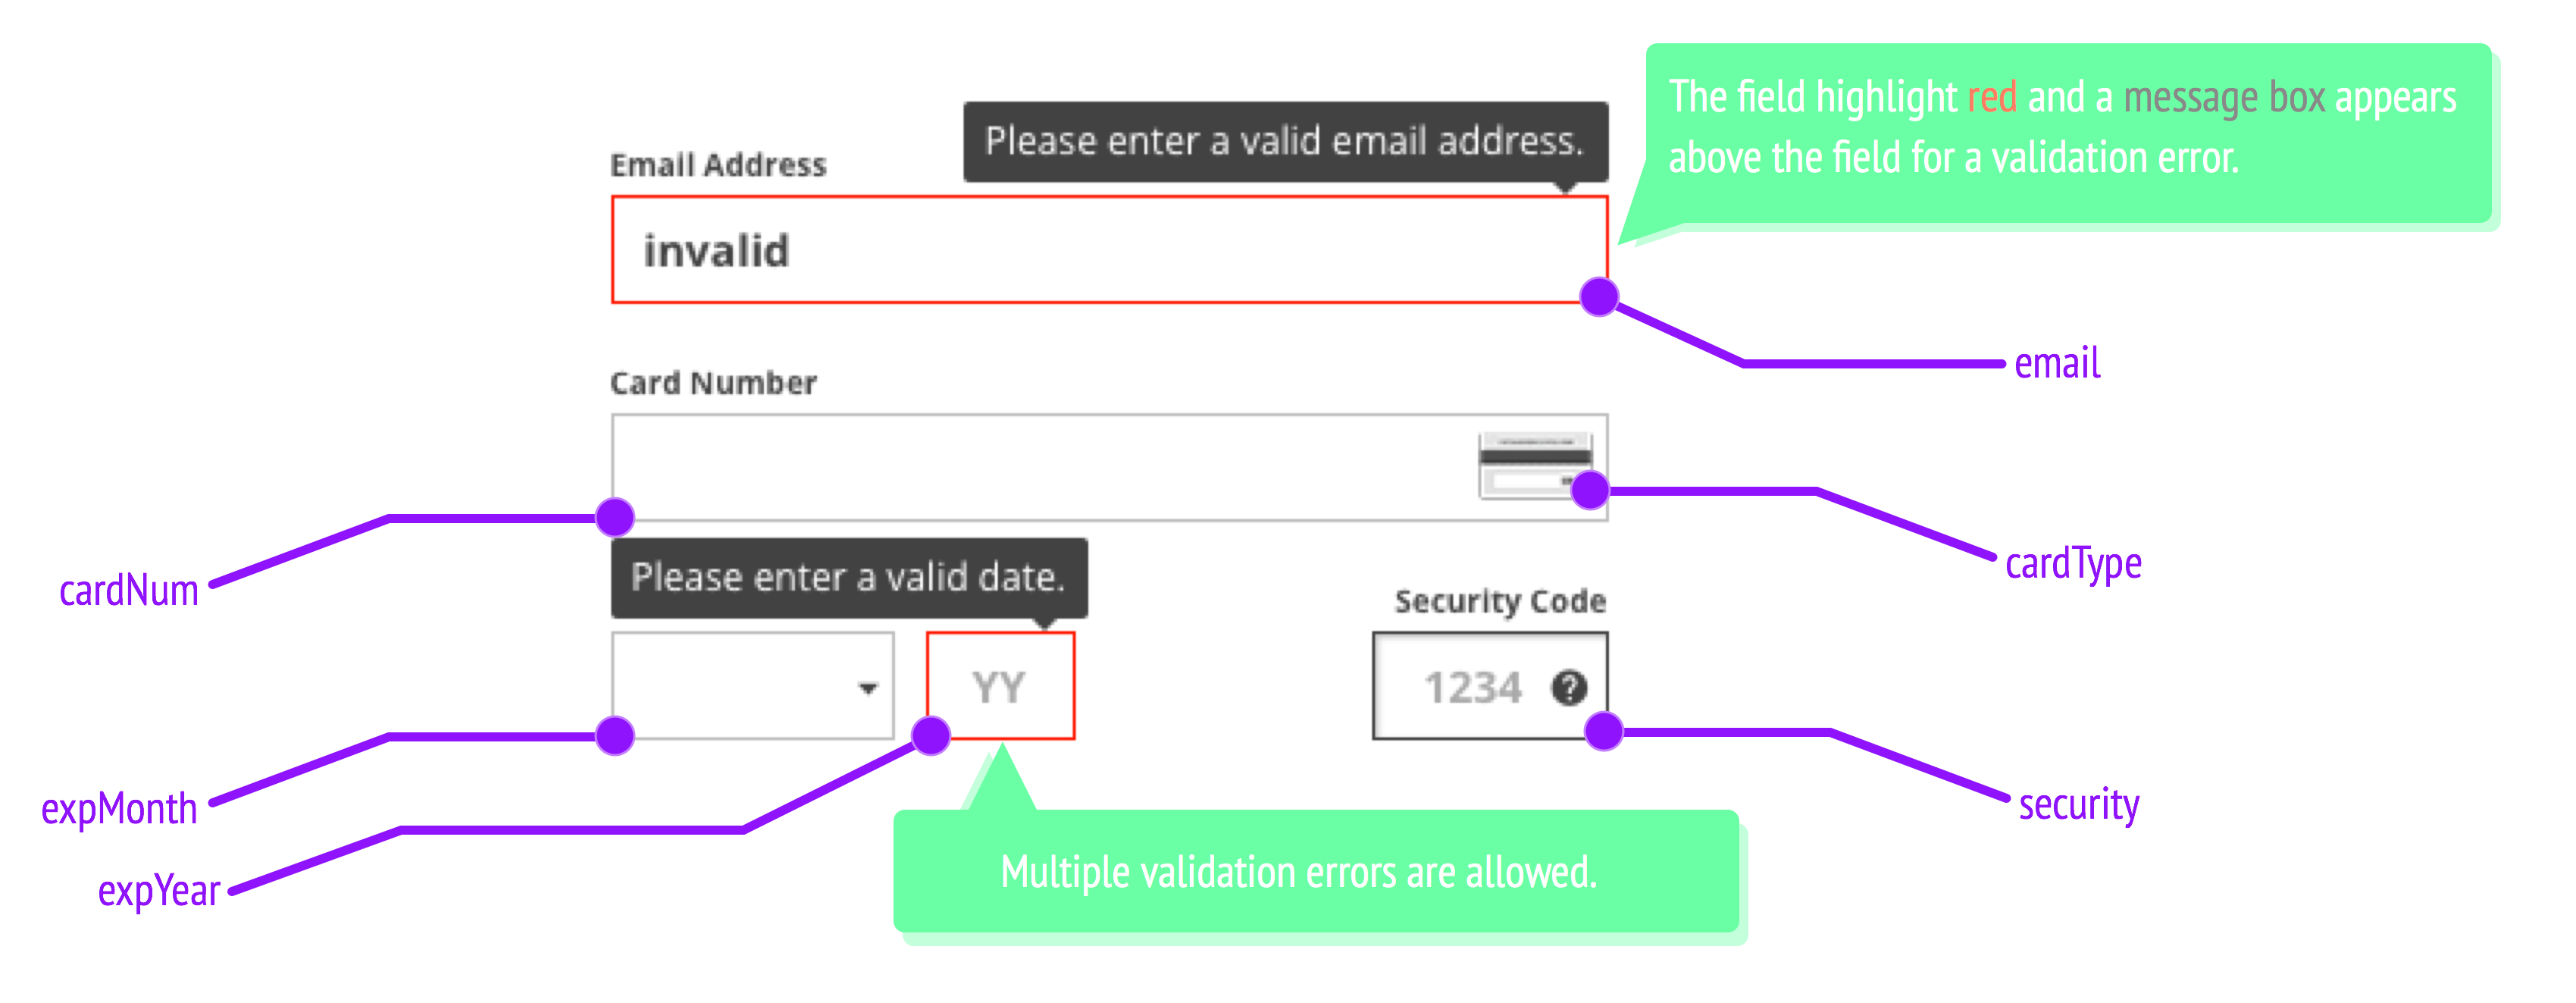 The field highlight red and a message box appears
above the field for a validation error.
Please enter a valid email address.
Email Address
invalid
email
Card Number
cardType
cardNum
Please enter a valid date.
Security Code
YY
1234 ?
expMonth
security
expYear
Multiple validation errors are allowed.